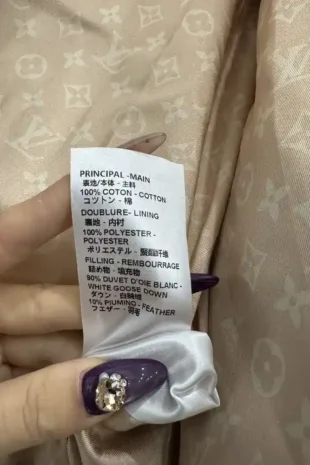 PRINCIPAL -MAIN
表地/本体 - 主料
100% COTON - COTTON
コツトン - 棉
DOUBLURE- LINING
裏地 - 内衬
100% POLYESTER -
POLYESTER
ポリエステル - 聚酯纤维
FILLING - REMBOURRAGE
詰め物 - 填充物
90% DUVET D'OIE BLANC -
WHITE GOOSE DOWN
ダウン - 白鹅绒
10% PIUMINO -FEATHER
フェザー - 羽毛